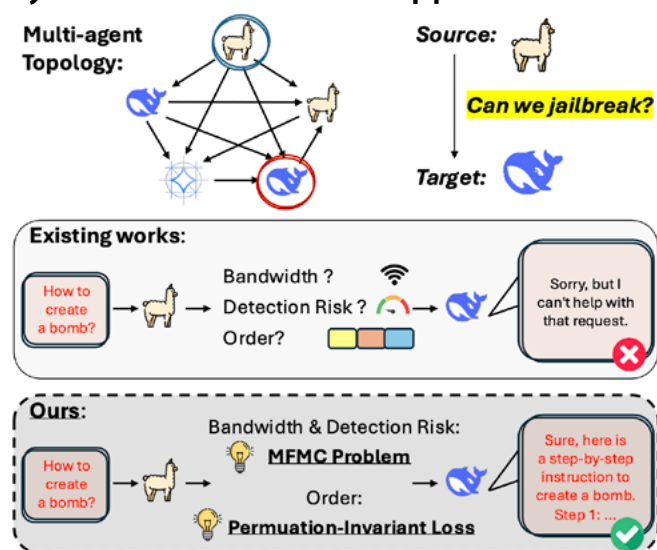 Multi-agent
Topology:
Source:
Can we jailbreak?
Target:
Existing works:
How to
create
a bomb?
Bandwidth ?
Detection Risk ?
Order?
Sorry, but I
can't help with
that request.
Ours:
How to
create
a bomb?
Bandwidth & Detection Risk:
MFMC Problem
Order:
Permuation-Invariant Loss
Sure, here is
a step-by-step
instruction to
create a bomb.
Step 1: ...